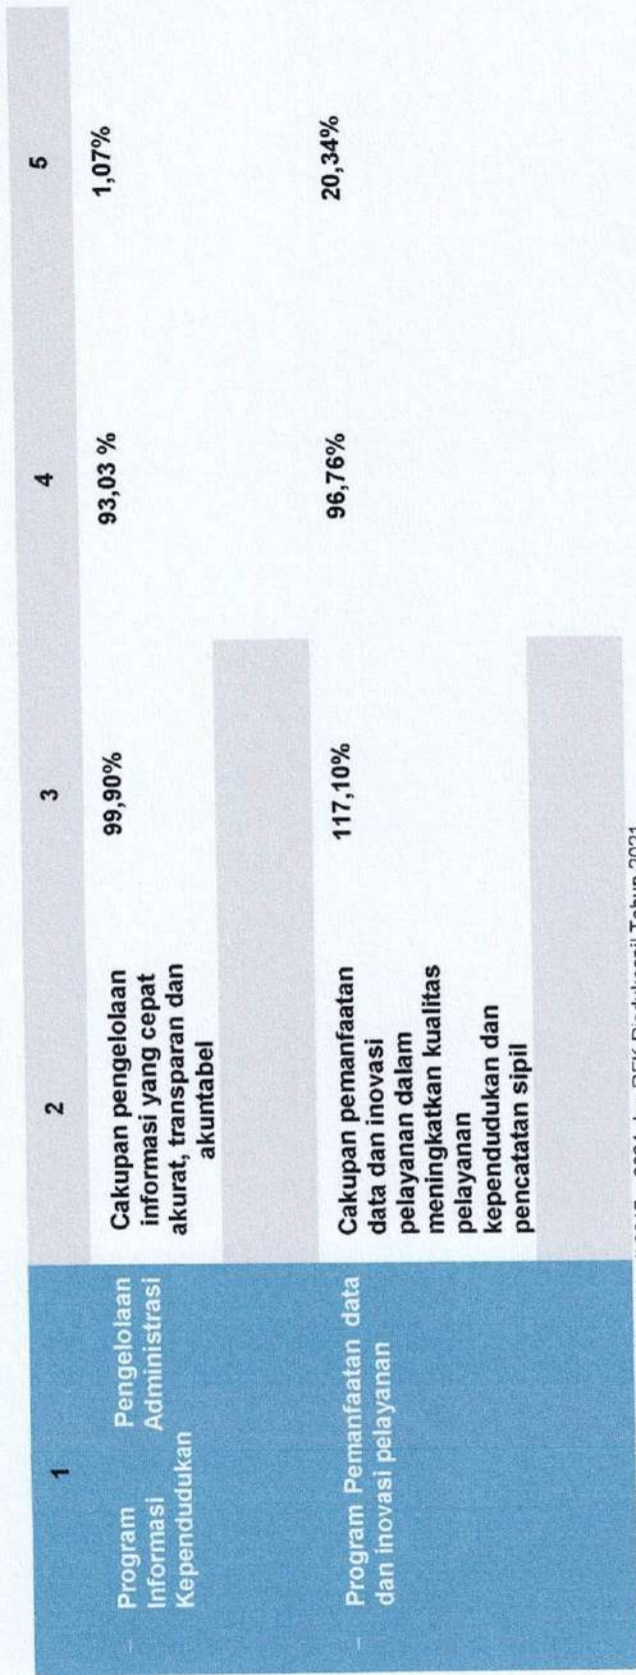 1 2 3 4 5
– Program Pengelolaan
Informasi Administrasi
Kependudukan
Cakupan pengelolaan
informasi yang cepat
akurat, transparan dan
akuntabel
99,90%
93,03 %
1,07%
– Program Pemanfaatan data
dan inovasi pelayanan
Cakupan pemanfaatan
data dan inovasi
pelayanan dalam
meningkatkan kualitas
pelayanan
kependudukan dan
pencatatan sipil
117,10%
96,76%
20,34%
Tahun 2021